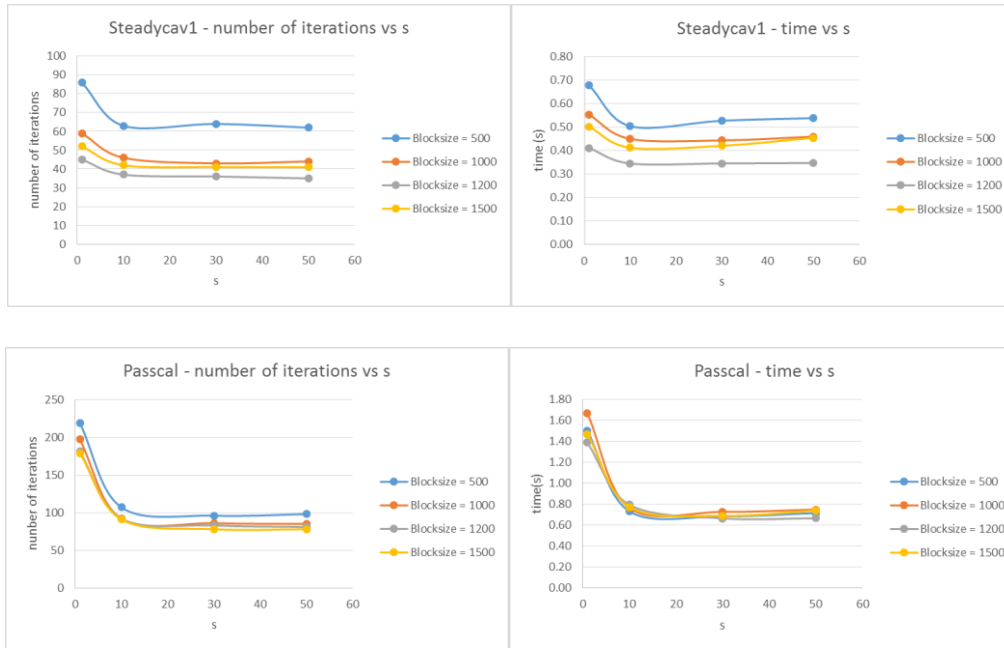 Steadycav1 - number of iterations vs s
number of iterations
100
90
80
70
60
50
40
30
20
10
0
0 10 20 30 40 50 60
s
Blocksize = 500
Blocksize = 1000
Blocksize = 1200
Blocksize = 1500
Steadycav1 - time vs s
time (s)
0.80
0.70
0.60
0.50
0.40
0.30
0.20
0.10
0.00
0 10 20 30 40 50 60
s
Blocksize = 500
Blocksize = 1000
Blocksize = 1200
Blocksize = 1500
Passcal - number of iterations vs s
number of iterations
250
200
150
100
50
0
0 10 20 30 40 50 60
s
Blocksize = 500
Blocksize = 1000
Blocksize = 1200
Blocksize = 1500
Passcal - time vs s
time(s)
1.80
1.60
1.40
1.20
1.00
0.80
0.60
0.40
0.20
0.00
0 10 20 30 40 50 60
s
Blocksize = 500
Blocksize = 1000
Blocksize = 1200
Blocksize = 1500